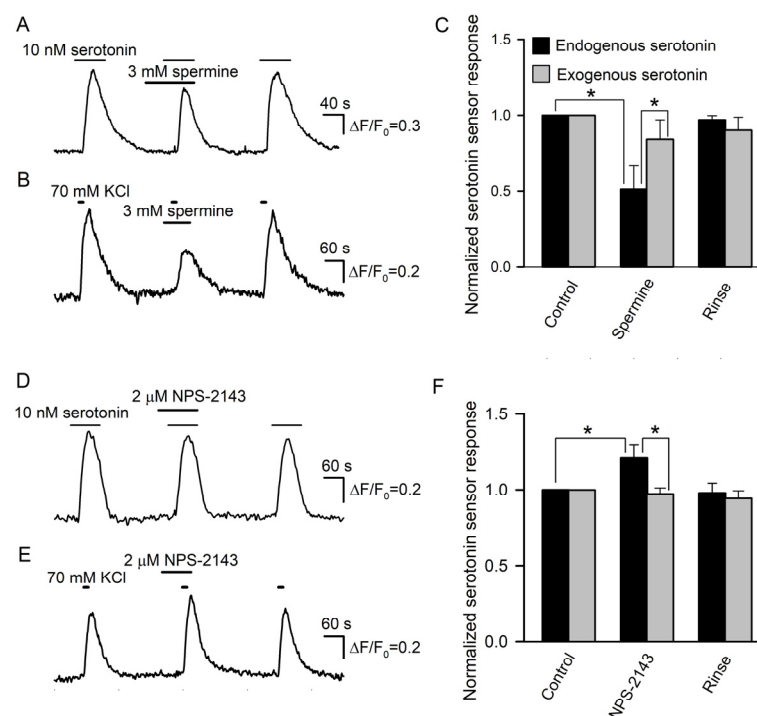 A
10 nM serotonin
3 mM spermine
40 s
ΔF/F0=0.3
B
70 mM KCl
3 mM spermine
60 s
ΔF/F0=0.2
C
Normalized serotonin sensor response
1.5
1.0
0.5
0.0
Endogenous serotonin
Exogenous serotonin
* *
Control
Spermine
Rinse
D
2 µM NPS-2143
10 nM serotonin
60 s
ΔF/F0=0.2
E
2 µM NPS-2143
70 mM KCl
60 s
ΔF/F0=0.2
F
Normalized serotonin sensor response
1.5
1.0
0.5
0.0
* *
Control
NPS-2143
Rinse